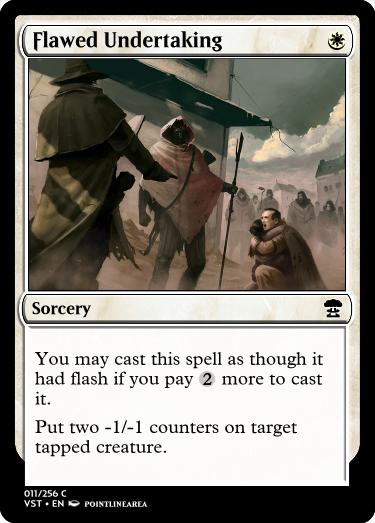 Flawed Undertaking
Sorcery
You may cast this spell as though it
had flash if you pay 2 more to cast
it.
Put two -1/-1 counters on target
tapped creature.
011/256 C
VST • EN POINTLINEAREA